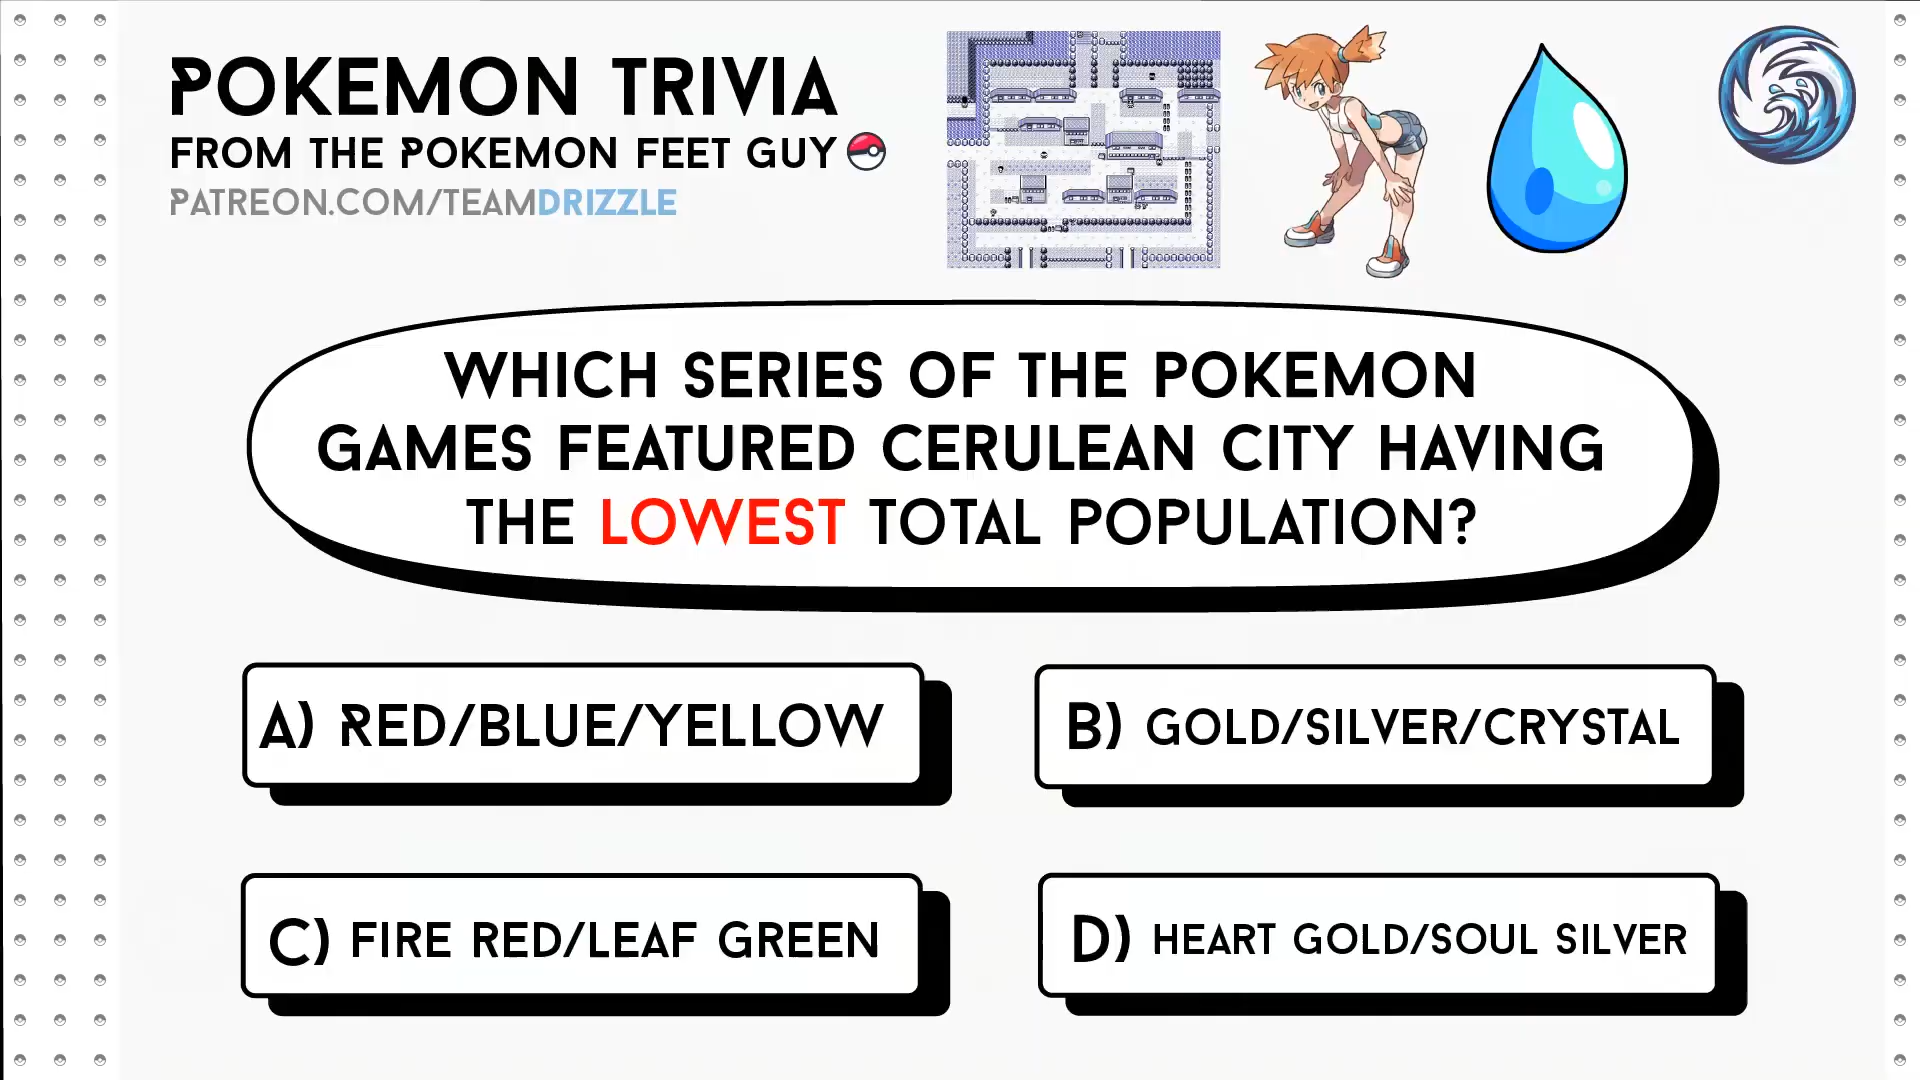 POKEMON TRIVIA
FROM THE POKEMON FEET GUY
PATREON.COM/TEAMDRIZZLE
WHICH SERIES OF THE POKEMON
GAMES FEATURED CERULEAN CITY HAVING
THE LOWEST TOTAL POPULATION?
A) RED/BLUE/YELLOW
B) GOLD/SILVER/CRYSTAL
C) FIRE RED/LEAF GREEN
D) HEART GOLD/SOUL SILVER